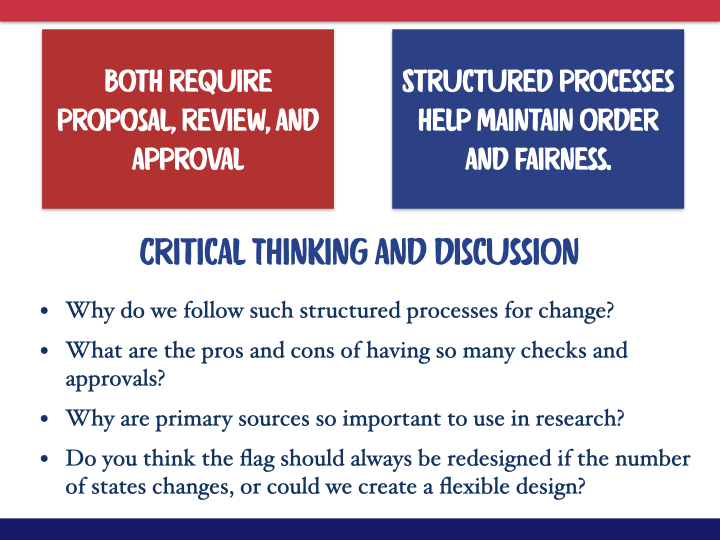 BOTH REQUIRE
PROPOSAL, REVIEW, AND
APPROVAL
STRUCTURED PROCESSES
HELP MAINTAIN ORDER
AND FAIRNESS.
CRITICAL THINKING AND DISCUSSION
• Why do we follow such structured processes for change?
• What are the pros and cons of having so many checks and
approvals?
• Why are primary sources so important to use in research?
• Do you think the flag should always be redesigned if the number
of states changes, or could we create a flexible design?